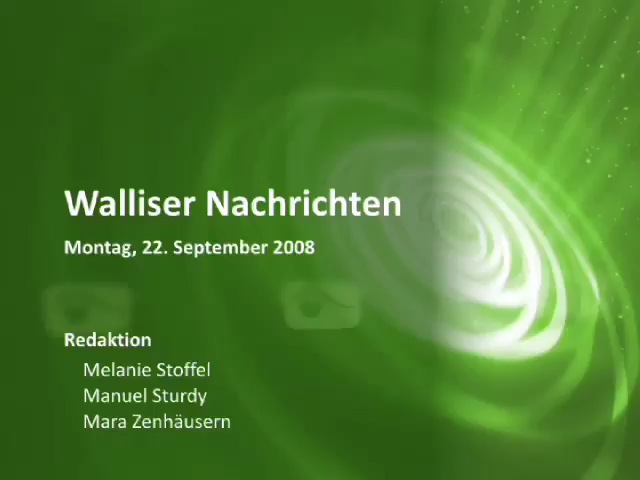 Walliser Nachrichten
Montag, 22. September 2008
Redaktion
Melanie Stoffel
Manuel Sturdy
Mara Zenhäusern